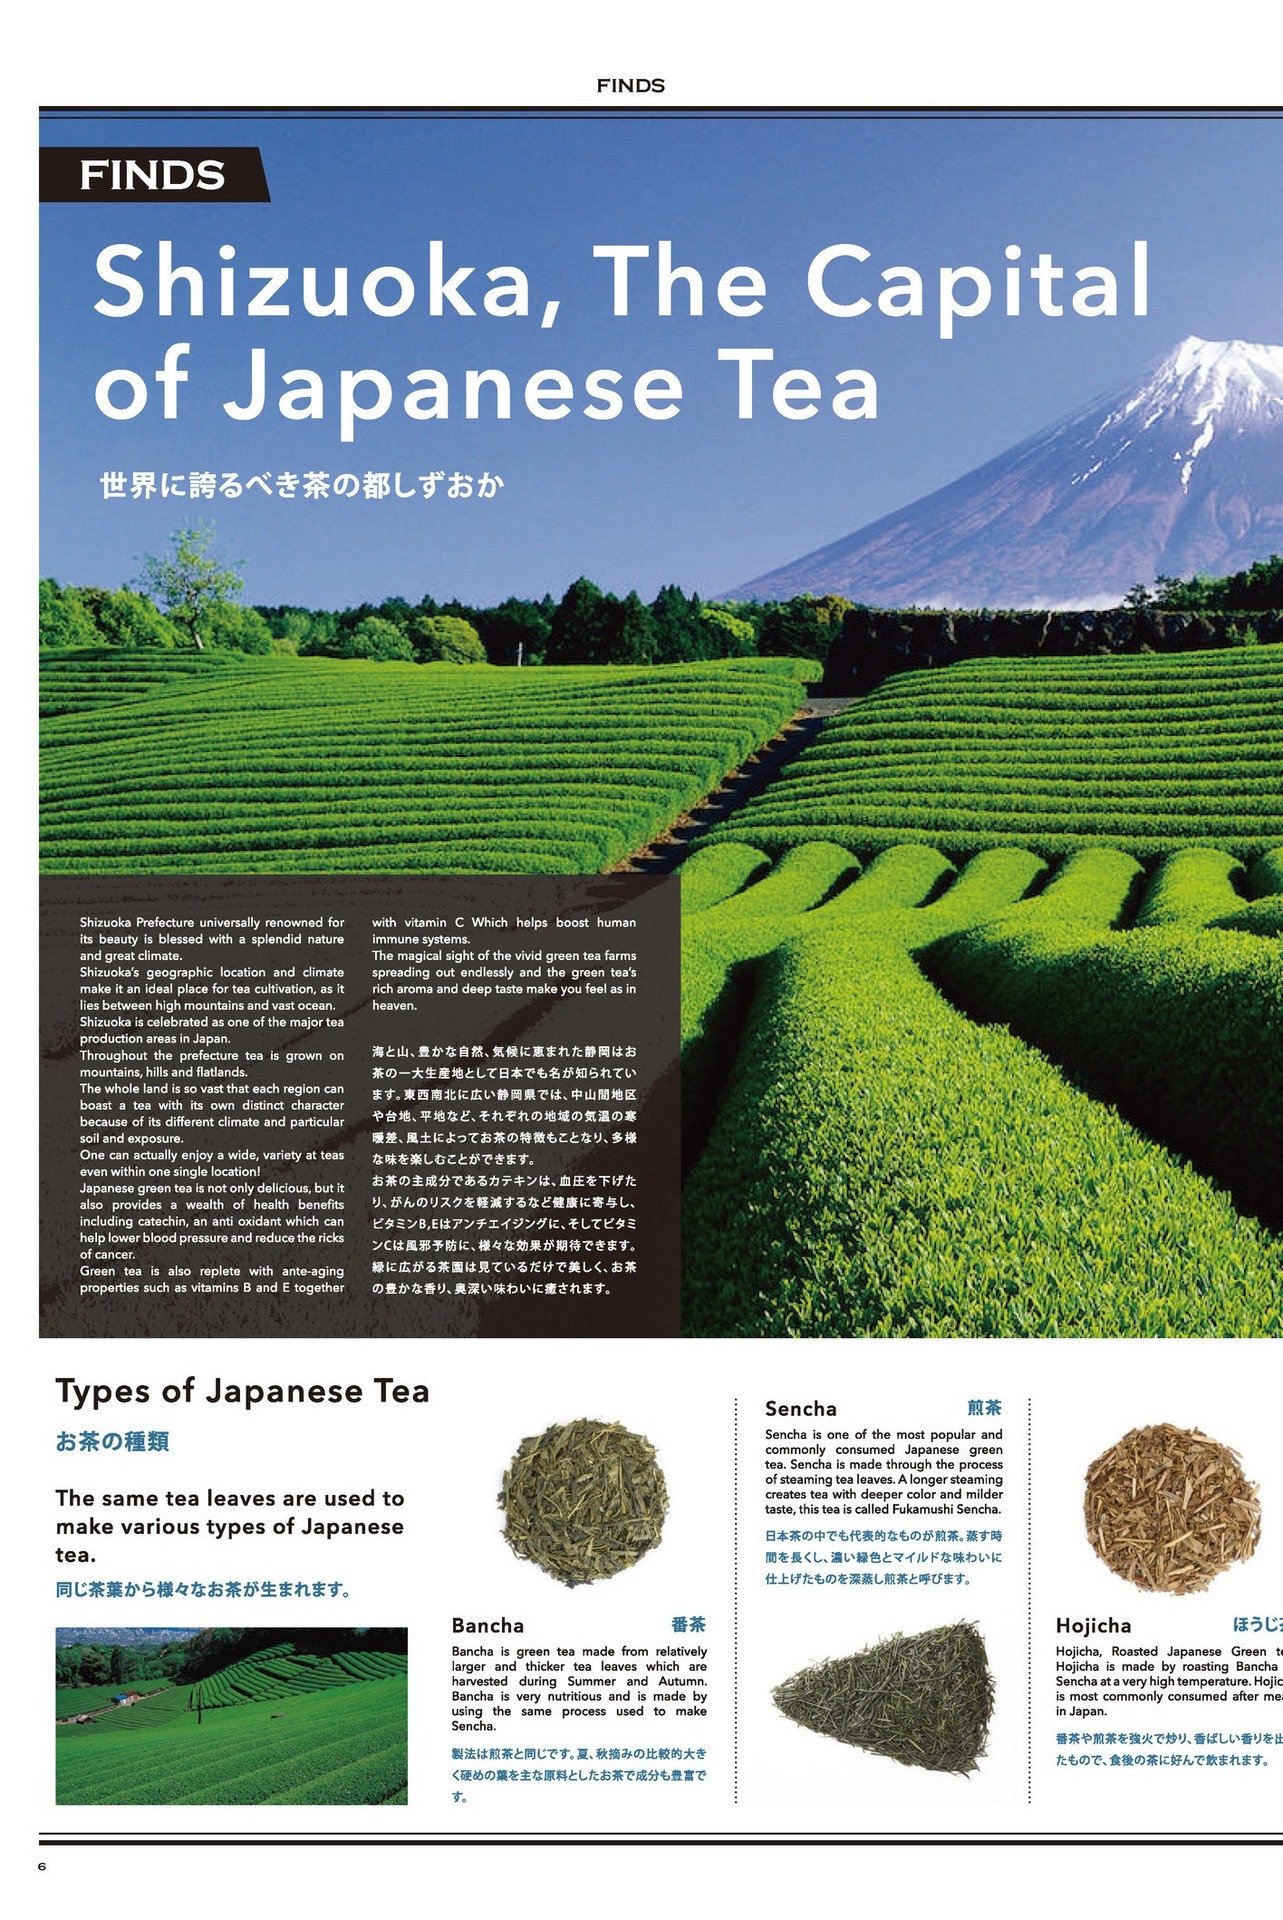 FINDS
FINDS
Shizuoka, The Capital
of Japanese Tea
世界に誇るべき茶の都しずおか
Shizuoka Prefecture universally renowned for
its beauty is blessed with a splendid nature
and great climate.
Shizuoka's geographic location and climate
make it an ideal place for tea cultivation, as it
lies between high mountains and vast ocean.
Shizuoka is celebrated as one of the major tea
production areas in Japan.
Throughout the prefecture tea is grown on
mountains, hills and flatlands.
The whole land is so vast that each region can
boast a tea with its own distinct character
because of its different climate and particular
soil and exposure.
One can actually enjoy a wide, variety at teas
even within one single location!
Japanese green tea is not only delicious, but it
also provides a wealth of health benefits
including catechin, an anti oxidant which can
help lower blood pressure and reduce the ricks
of cancer.
Green tea is also replete with ante-aging
properties such as vitamins B and E together
with vitamin C Which helps boost human
immune systems.
The magical sight of the vivid green tea farms
spreading out endlessly and the green tea's
rich aroma and deep taste make you feel as in
heaven.
海と山、豊かな自然、気候に恵まれた静岡はお
茶の一大生産地として日本でも名が知られてい
ます。東西南北に広い静岡県では、中山間地区
や台地、平地など、それぞれの地域の気温の寒
暖差、風土によってお茶の特徴もことなり、多様
な味を楽しむことができます。
お茶の主成分であるカテキンは、血圧を下げた
り、がんのリスクを軽減するなど健康に寄与し、
ビタミンB,Eはアンチエイジングに、そしてビタミ
ンCは風邪予防に、様々な効果が期待できます。
緑に広がる茶園は見ているだけで美しく、お茶
の豊かな香り、奥深い味わいに癒されます。
Types of Japanese Tea
お茶の種類
The same tea leaves are used to
make various types of Japanese
tea.
同じ茶葉から様々なお茶が生まれます。
Bancha 番茶
Bancha is green tea made from relatively
larger and thicker tea leaves which are
harvested during Summer and Autumn.
Bancha is very nutritious and is made by
using the same process used to make
Sencha.
製法は煎茶と同じです。夏、秋摘みの比較的大き
く硬めの葉を主な原料としたお茶で成分も豊富で
す。
Sencha 煎茶
Sencha is one of the most popular and
commonly consumed Japanese green
tea. Sencha is made through the process
of steaming tea leaves. A longer steaming
creates tea with deeper color and milder
taste, this tea is called Fukamushi Sencha.
日本茶の中でも代表的なものが煎茶。蒸す時
間を長くし、濃い緑色とマイルドな味わいに
仕上げたものを深蒸し煎茶と呼びます。
Hojicha ほうじ
Hojicha, Roasted Japanese Green te
Hojicha is made by roasting Bancha
Sencha at a very high temperature. Hojic
is most commonly consumed after mea
in Japan.
番茶や煎茶を強火で炒り、香ばしい香りを出
たもので、食後の茶に好んで飲まれます。
6